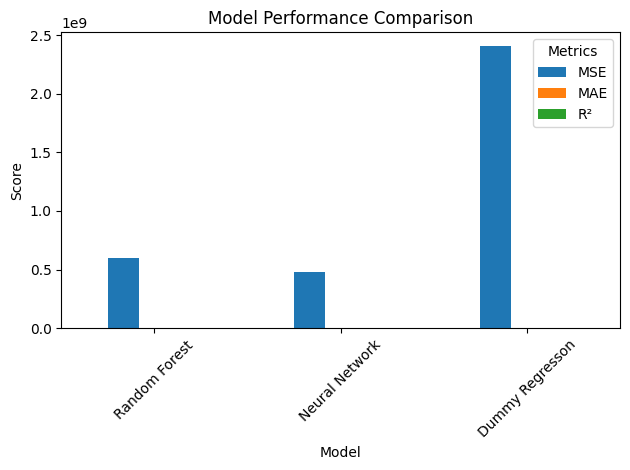 Model Performance Comparison
1e9
Metrics
MSE
MAE
R²
2.5
2.0
1.5
1.0
0.5
0.0
Score
Random Forest
Neural Network
Dummy Regresson
Model